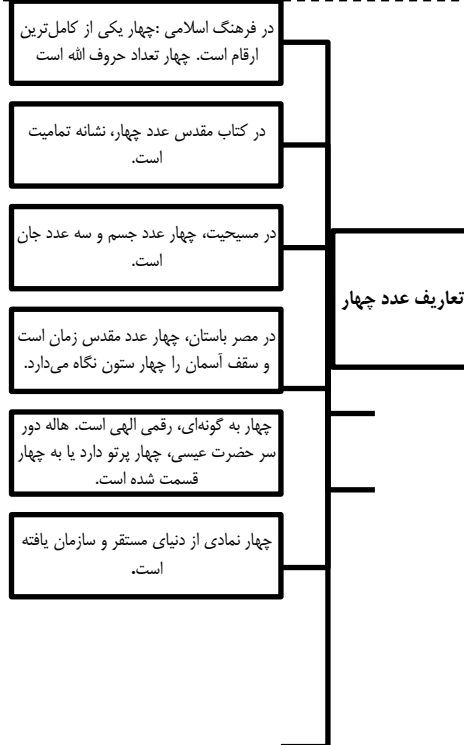 تعاریف عدد چهار
در فرهنگ اسلامی :چهار یکی از کامل‌ترین
ارقام است. چهار تعداد حروف الله است
در کتاب مقدس عدد چهار، نشانه تمامیت
است.
در مسیحیت، چهار عدد جسم و سه عدد جان
است.
در مصر باستان، چهار عدد مقدس زمان است
و سقف آسمان را چهار ستون نگاه می‌دارد.
چهار به گونه‌ای، رقمی الهی است. هاله دور
سر حضرت عیسی، چهار پرتو دارد یا به چهار
قسمت شده است.
چهار نمادی از دنیای مستقر و سازمان یافته
است.